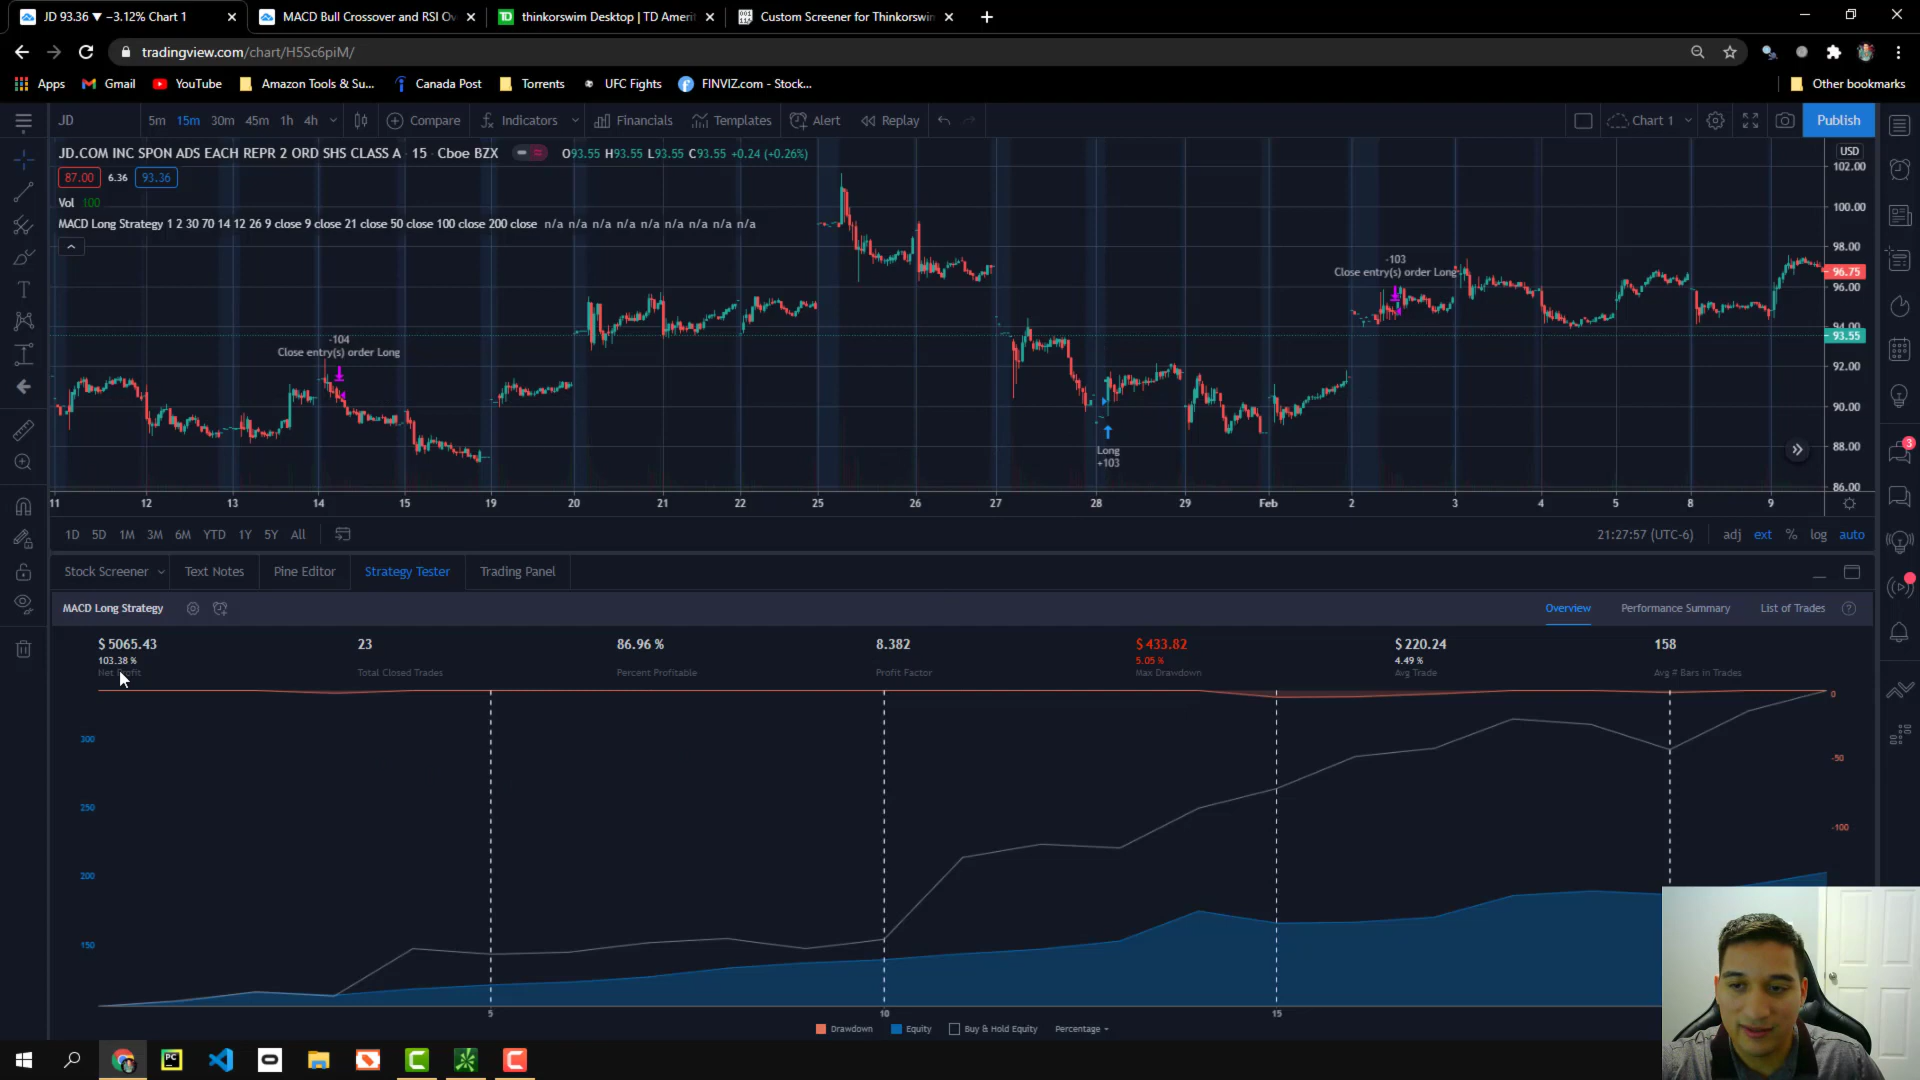 JD 93.36 ▼ −3.12% Chart 1
MACD Bull Crossover and RSI Ov
thinkorswim Desktop | TD Amerit
Custom Screener for Thinkorswim
tradingview.com/chart/H5Sc6piM/
Apps
Gmail
YouTube
Amazon Tools & Su...
Canada Post
Torrents
UFC Fights
FINVIZ.com - Stock...
Other bookmarks
JD
5m 15m 30m 45m 1h 4h
Compare
Indicators
Financials
Templates
Alert
Replay
Chart 1
Publish
JD.COM INC SPON ADS EACH REPR 2 ORD SHS CLASS A · 15 · Cboe BZX
O93.55 H93.55 L93.55 C93.55 +0.24 (+0.26%)
87.00 6.36 93.36
Vol 100
MACD Long Strategy 1 2 30 70 14 12 26 9 close 9 close 21 close 50 close 100 close 200 close n/a n/a n/a n/a n/a n/a n/a n/a n/a
USD
102.00
100.00
98.00
96.75
96.00
94.00
93.55
92.00
90.00
88.00
86.00
-104
Close entry(s) order Long
Long
+103
-103
Close entry(s) order Long
3
11 12 13 14 15 19 20 21 22 25 26 27 28 29 Feb 2 3 4 5 8 9
1D 5D 1M 3M 6M YTD 1Y 5Y All
21:27:57 (UTC-6)
adj ext % log auto
Stock Screener
Text Notes
Pine Editor
Strategy Tester
Trading Panel
MACD Long Strategy
Overview
Performance Summary
List of Trades
$ 5065.43
103.38 %
Net Profit
23
Total Closed Trades
86.96 %
Percent Profitable
8.382
Profit Factor
$ 433.82
5.05 %
Max Drawdown
$ 220.24
4.49 %
Avg Trade
158
Avg # Bars in Trades
300
250
200
150
0
-50
-100
5 10 15
Drawdown
Equity
Buy & Hold Equity
Percentage
PC